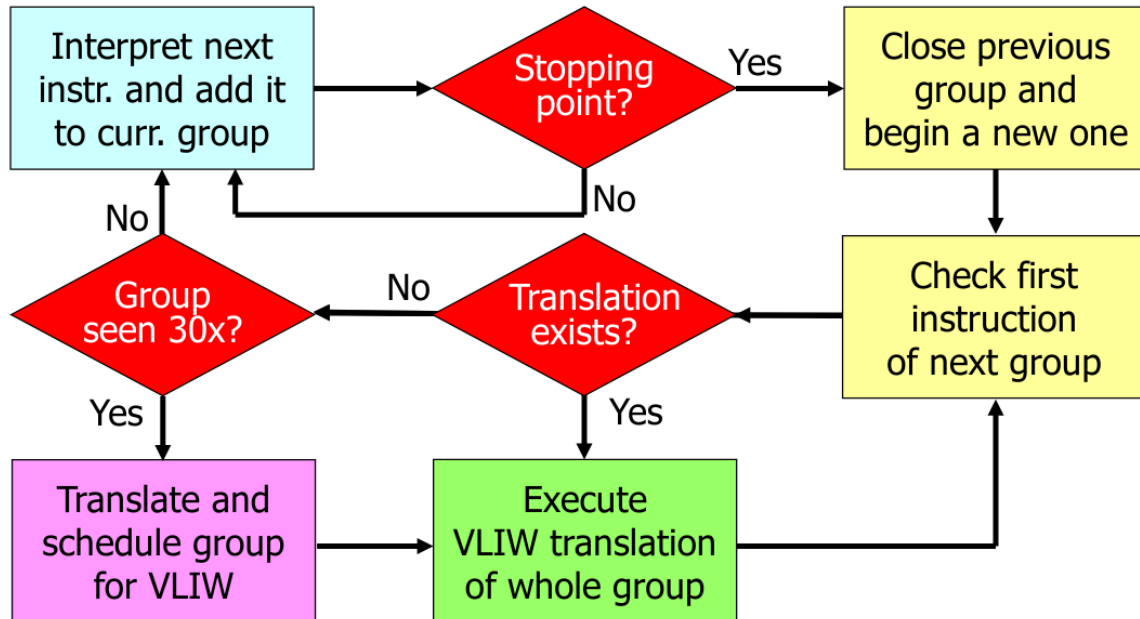 Interpret next
instr. and add it
to curr. group
Stopping
point?
Yes
Close previous
group and
begin a new one
No
No
Group
seen 30x?
No
Translation
exists?
Check first
instruction
of next group
Yes
Yes
Translate and
schedule group
for VLIW
Execute
VLIW translation
of whole group